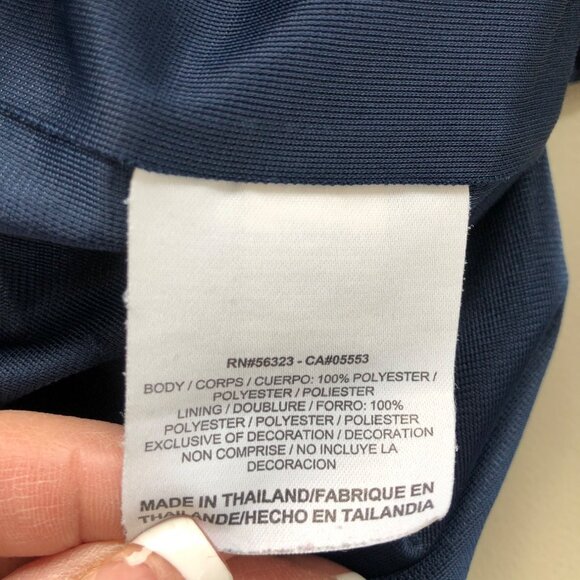 RN#56323 - CA#05553
BODY / CORPS / CUERPO: 100% POLYESTER /
POLYESTER / POLIESTER
LINING / DOUBLURE / FORRO: 100%
POLYESTER / POLYESTER / POLIESTER
EXCLUSIVE OF DECORATION / DECORATION
NON COMPRISE / NO INCLUYE LA
DECORACION
MADE IN THAILAND/FABRIQUE EN
THAILANDE/HECHO EN TAILANDIA